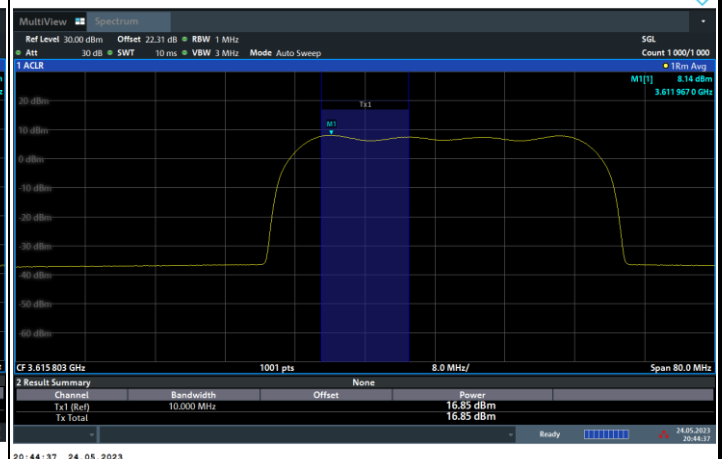 MultiView Spectrum
Ref Level 30.00 dBm Offset 22.31 dB RBW 1 MHz SGL
Att 30 dB SWT 10 ms VBW 3 MHz Mode Auto Sweep Count 1 000/1 000
1 ACLR 1Rm Avg
M1[1] 8.14 dBm
3.611 967 0 GHz
20 dBm
Tx1
10 dBm
M1
0 dBm
-10 dBm
-20 dBm
-30 dBm
-40 dBm
-50 dBm
-60 dBm
CF 3.615 803 GHz 1001 pts 8.0 MHz/ Span 80.0 MHz
2 Result Summary None
Channel Bandwidth Offset Power
Tx1 (Ref) 10.000 MHz 16.85 dBm
Tx Total 16.85 dBm
Ready 24.05.2023
20:44:37
20:44:37 24.05.2023